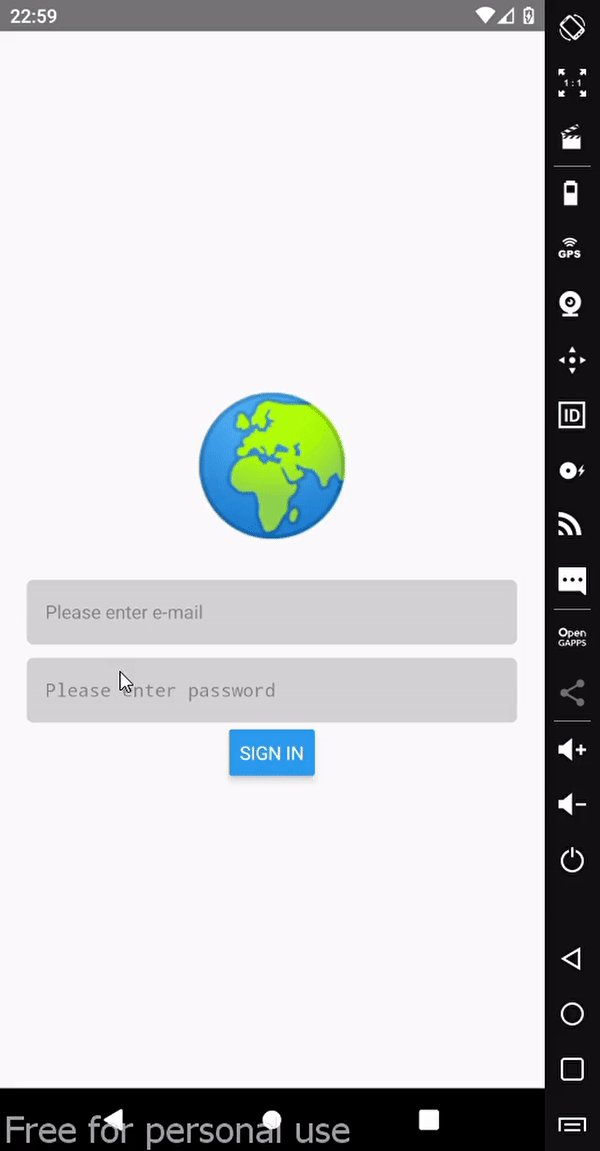 22:59
1:1
GPS
ID
Please enter e-mail
Open
GAPPS
Please enter password
SIGN IN
Free for personal use